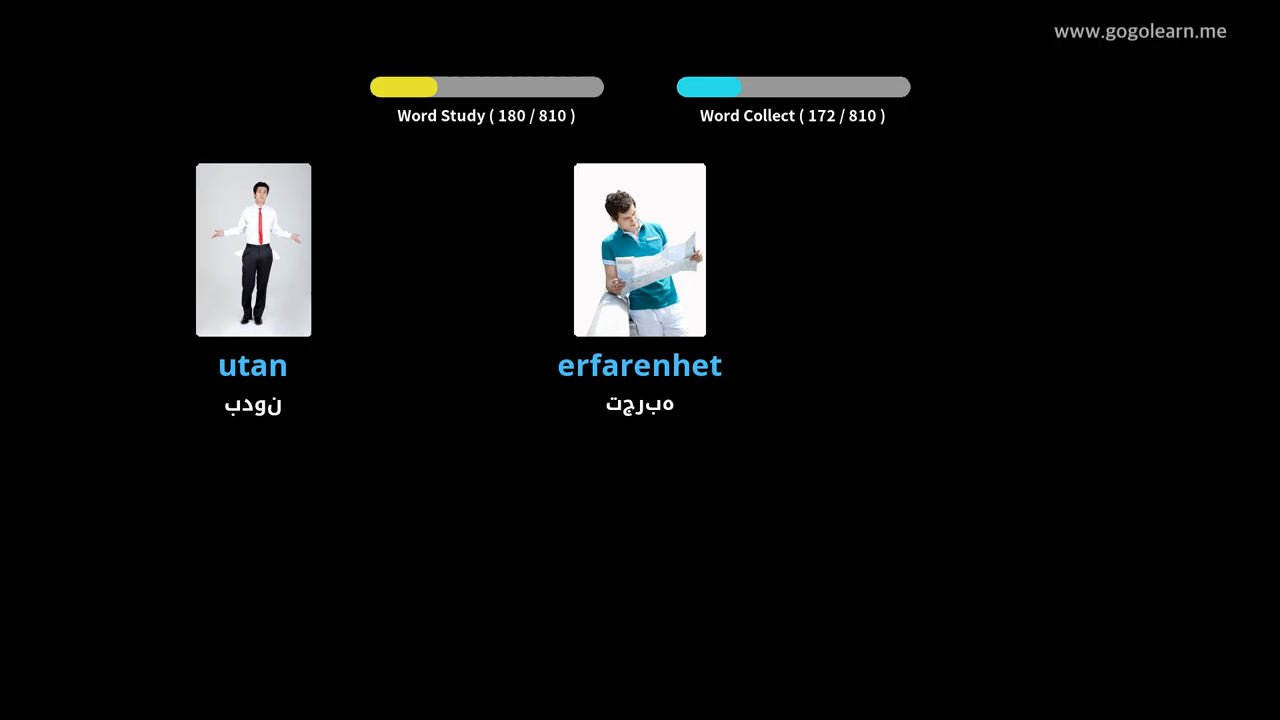 www.gogolearn.me
Word Study ( 180 / 810 )
Word Collect ( 172 / 810 )
utan
erfarenhet
بدون
تجربه